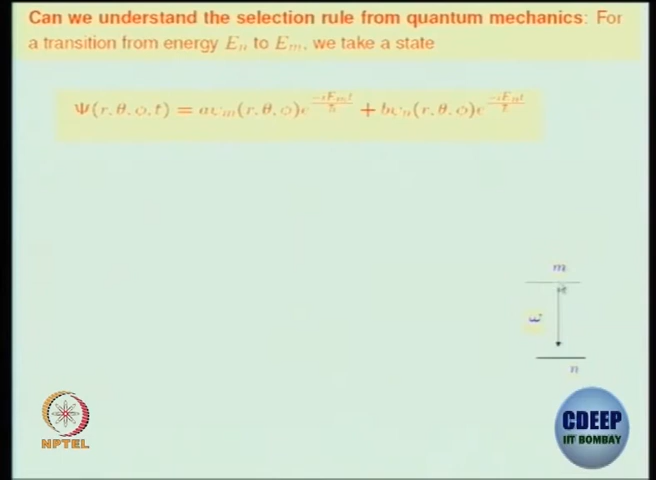 Can we understand the selection rule from quantum mechanics: For
a transition from energy Eₙ to Eₘ, we take a state
Ψ(r, θ, φ, t) = aψₘ(r, θ, φ)e^{-iEₘt/ħ} + bψₙ(r, θ, φ)e^{-iEₙt/ħ}
m
ω
n
NPTEL
CDEEP
IIT BOMBAY